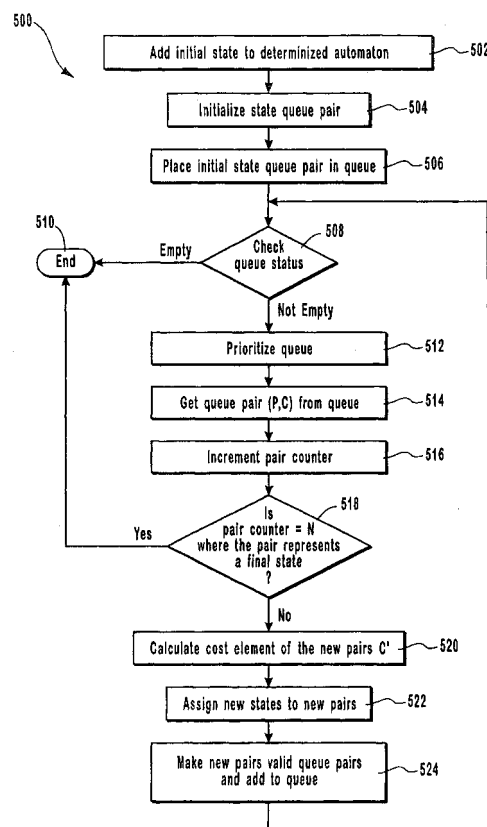 500
Add initial state to determinized automaton
502
Initialize state queue pair
504
Place initial state queue pair in queue
506
510
End
Empty
Check
queue status
508
Not Empty
Prioritize queue
512
Get queue pair (P,C) from queue
514
Increment pair counter
516
Is
pair counter = N
where the pair represents
a final state
?
518
Yes
No
Calculate cost element of the new pairs C'
520
Assign new states to new pairs
522
Make new pairs valid queue pairs
and add to queue
524